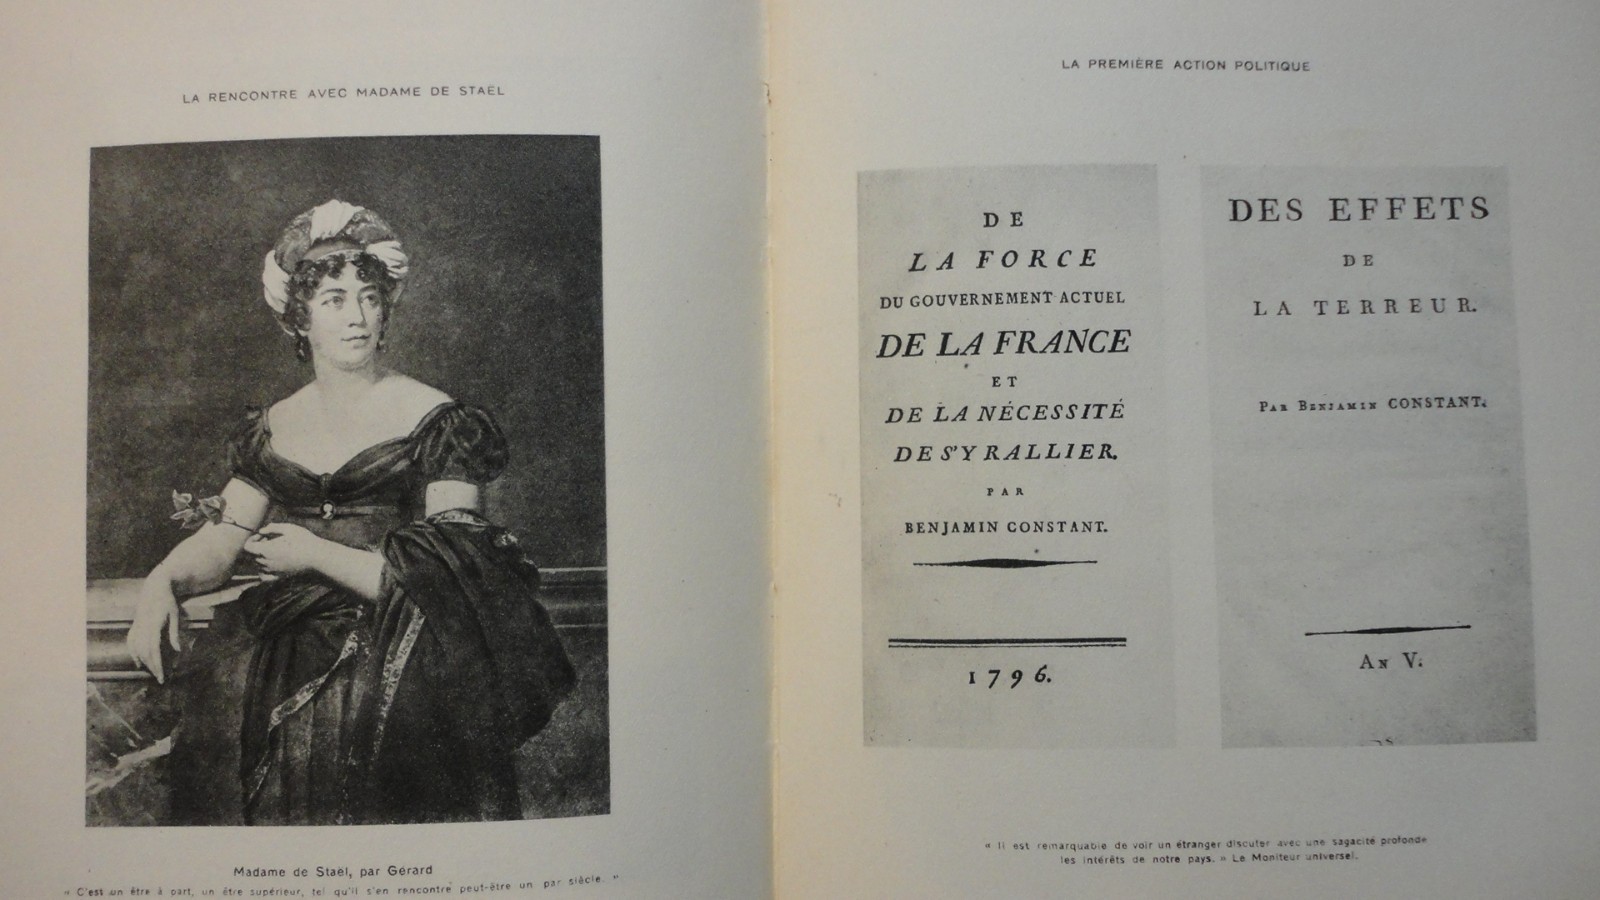 LA RENCONTRE AVEC MADAME DE STAËL
Madame de Staël, par Gérard
« C'est un être à part, un être supérieur, tel qu'il s'en rencontre peut-être un par siècle. »
LA PREMIÈRE ACTION POLITIQUE
DE
LA FORCE
DU GOUVERNEMENT ACTUEL
DE LA FRANCE
ET
DE LA NÉCESSITÉ
DE S'Y RALLIER.
PAR
BENJAMIN CONSTANT.
1796.
DES EFFETS
DE
LA TERREUR.
PAR BENJAMIN CONSTANT.
AN V.
« Il est remarquable de voir un étranger discuter avec une sagacité profonde
les intérêts de notre pays. » Le Moniteur universel.